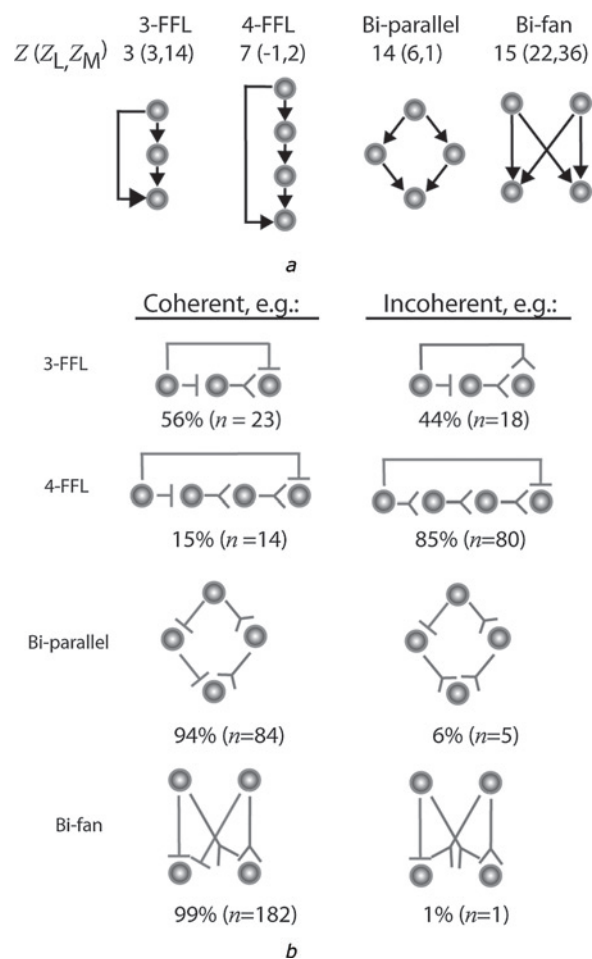 3-FFL 4-FFL Bi-parallel Bi-fan
Z (ZL,ZM) 3 (3,14) 7 (-1,2) 14 (6,1) 15 (22,36)
a
Coherent, e.g.: Incoherent, e.g.:
3-FFL
56% (n = 23) 44% (n=18)
4-FFL
15% (n =14) 85% (n=80)
Bi-parallel
94% (n=84) 6% (n=5)
Bi-fan
99% (n=182) 1% (n=1)
b